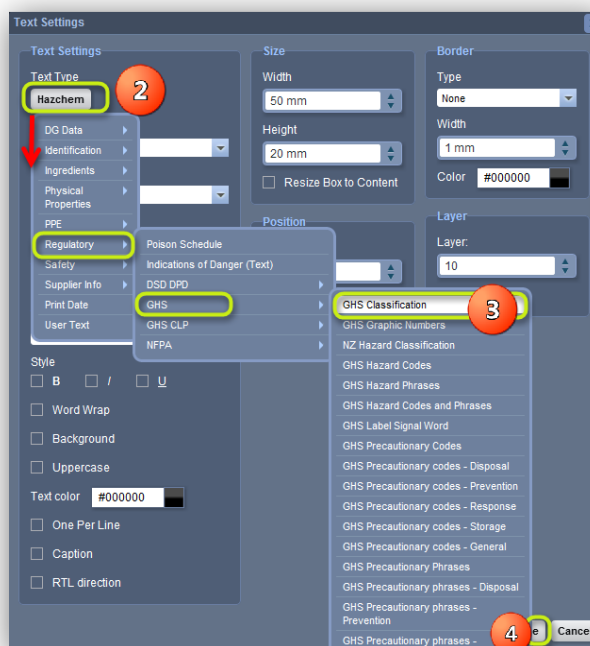 Text Settings
Text Settings
Text Type
Hazchem
2
DG Data
Identification
Ingredients
Physical
Properties
PPE
Regulatory
Safety
Supplier Info
Print Date
User Text
Poison Schedule
Indications of Danger (Text)
DSD DPD
GHS
GHS CLP
NFPA
GHS Classification
3
GHS Graphic Numbers
NZ Hazard Classification
GHS Hazard Codes
GHS Hazard Phrases
GHS Hazard Codes and Phrases
GHS Label Signal Word
GHS Precautionary Codes
GHS Precautionary codes - Disposal
GHS Precautionary codes - Prevention
GHS Precautionary codes - Response
GHS Precautionary codes - Storage
GHS Precautionary codes - General
GHS Precautionary Phrases
GHS Precautionary phrases - Disposal
GHS Precautionary phrases -
Prevention
GHS Precautionary phrases -
Style
B I U
Word Wrap
Background
Uppercase
Text color #000000
One Per Line
Caption
RTL direction
Size
Width
50 mm
Height
20 mm
Resize Box to Content
Position
Border
Type
None
Width
1 mm
Color #000000
Layer
Layer:
10
4
e
Cance